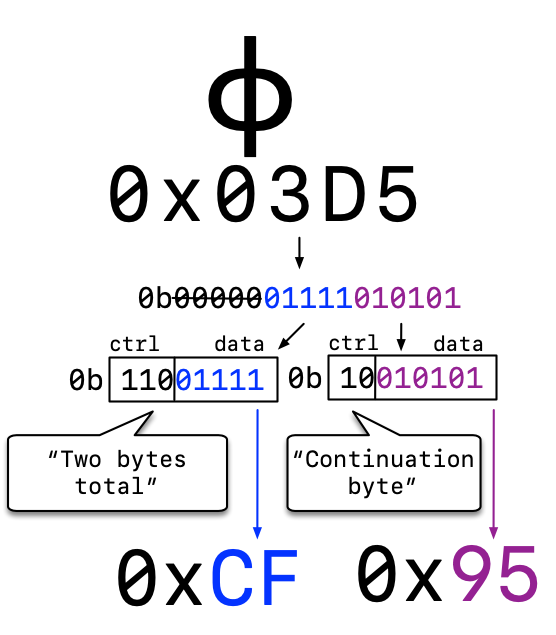 ϕ
0x03D5
0b0000001111010101
ctrl data ctrl data
0b 11001111 0b 10010101
“Two bytes total” “Continuation byte”
0xCF 0x95